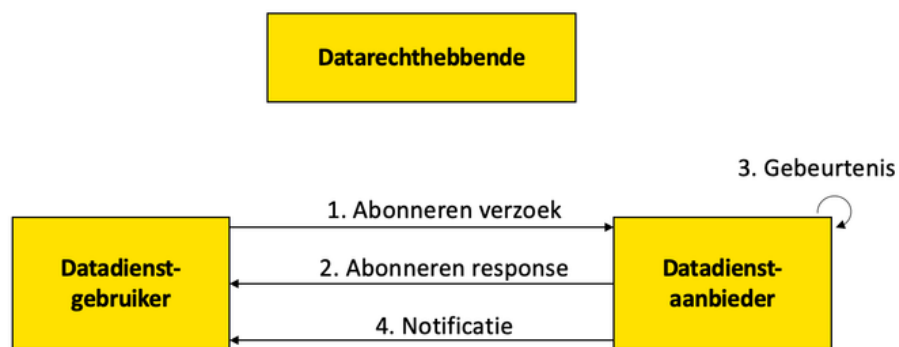 Datarechthebbende
3. Gebeurtenis
1. Abonneren verzoek
Datadienst-
gebruiker
2. Abonneren response
Datadienst-
aanbieder
4. Notificatie